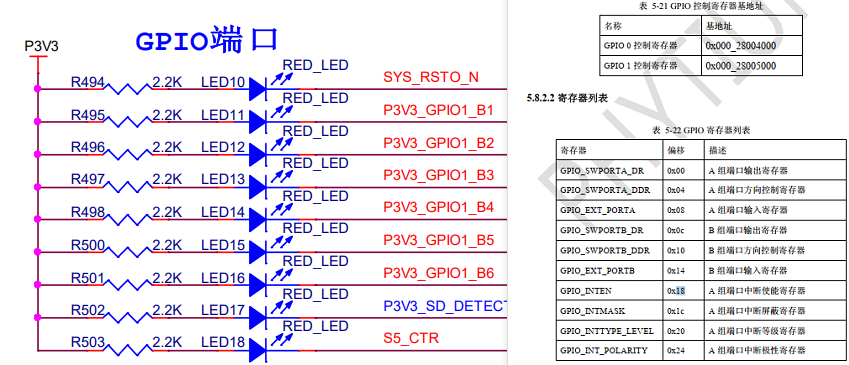 GPIO端口
P3V3
R494 2.2K LED10 RED_LED SYS_RSTO_N
R495 2.2K LED11 RED_LED P3V3_GPIO1_B1
R496 2.2K LED12 RED_LED P3V3_GPIO1_B2
R497 2.2K LED13 RED_LED P3V3_GPIO1_B3
R498 2.2K LED14 RED_LED P3V3_GPIO1_B4
R500 2.2K LED15 RED_LED P3V3_GPIO1_B5
R501 2.2K LED16 RED_LED P3V3_GPIO1_B6
R502 2.2K LED17 RED_LED P3V3_SD_DETECT
R503 2.2K LED18 RED_LED S5_CTR
表 5-21 GPIO 控制寄存器基地址
名称 基地址
GPIO 0 控制寄存器 0x000_28004000
GPIO 1 控制寄存器 0x000_28005000
5.8.2.2 寄存器列表
表 5-22 GPIO 寄存器列表
寄存器 偏移 描述
GPIO_SWPORTA_DR 0x00 A 组端口输出寄存器
GPIO_SWPORTA_DDR 0x04 A 组端口方向控制寄存器
GPIO_EXT_PORTA 0x08 A 组端口输入寄存器
GPIO_SWPORTB_DR 0x0c B 组端口输出寄存器
GPIO_SWPORTB_DDR 0x10 B 组端口方向控制寄存器
GPIO_EXT_PORTB 0x14 B 组端口输入寄存器
GPIO_INTEN 0x18 A 组端口中断使能寄存器
GPIO_INTMASK 0x1c A 组端口中断屏蔽寄存器
GPIO_INTTYPE_LEVEL 0x20 A 组端口中断等级寄存器
GPIO_INT_POLARITY 0x24 A 组端口中断极性寄存器
PHYTIUM